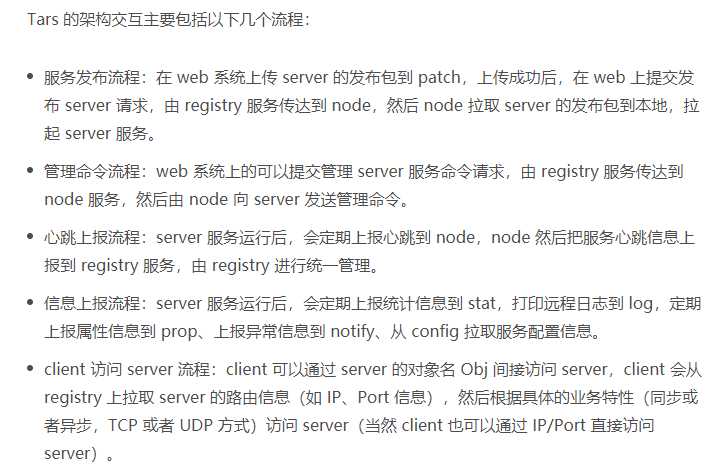 Tars 的架构交互主要包括以下几个流程：
服务发布流程：在 web 系统上传 server 的发布包到 patch，上传成功后，在 web 上提交发
布 server 请求，由 registry 服务传达到 node，然后 node 拉取 server 的发布包到本地，拉
起 server 服务。
管理命令流程：web 系统上的可以提交管理 server 服务命令请求，由 registry 服务传达到
node 服务，然后由 node 向 server 发送管理命令。
心跳上报流程：server 服务运行后，会定期上报心跳到 node，node 然后把服务心跳信息上
报到 registry 服务，由 registry 进行统一管理。
信息上报流程：server 服务运行后，会定期上报统计信息到 stat，打印远程日志到 log，定期
上报属性信息到 prop、上报异常信息到 notify、从 config 拉取服务配置信息。
client 访问 server 流程：client 可以通过 server 的对象名 Obj 间接访问 server，client 会从
registry 上拉取 server 的路由信息（如 IP、Port 信息），然后根据具体的业务特性（同步或
者异步，TCP 或者 UDP 方式）访问 server（当然 client 也可以通过 IP/Port 直接访问
server）。